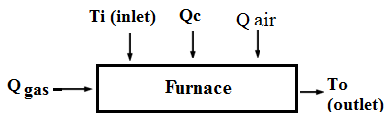 Ti (inlet) Qc Q air
Q gas Furnace To
(outlet)